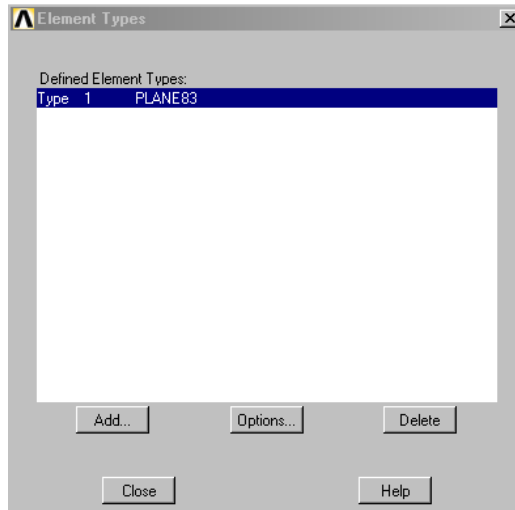 Element Types
Defined Element Types:
Type 1 PLANE83
Add... Options... Delete
Close Help